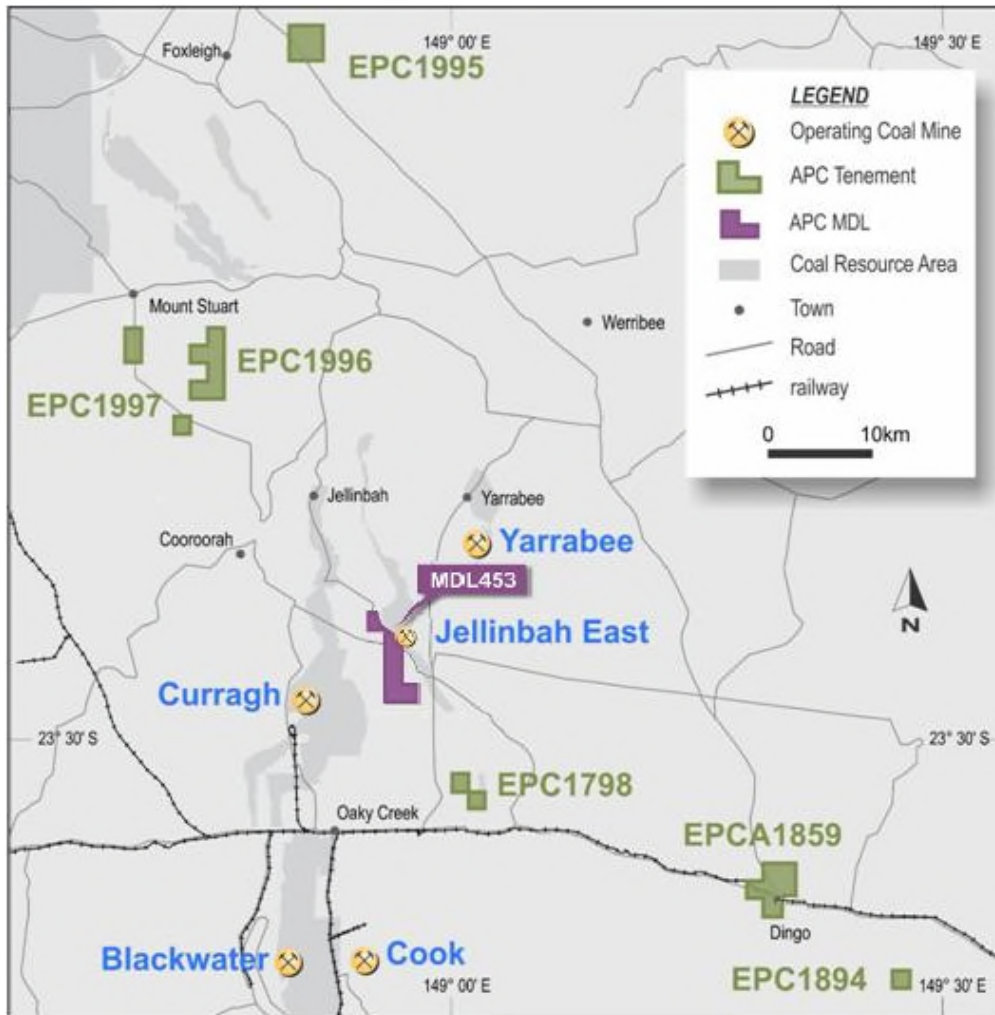 149° 00' E
149° 30' E
Foxleigh
EPC1995
LEGEND
Operating Coal Mine
APC Tenement
APC MDL
Coal Resource Area
Town
Road
railway
0 10km
Mount Stuart
Werribee
EPC1996
EPC1997
Jellinbah
Yarrabee
Cooroorah
Yarrabee
MDL453
Jellinbah East
N
Curragh
23° 30' S
23° 30' S
EPC1798
Oaky Creek
EPCA1859
Dingo
Blackwater
Cook
EPC1894
149° 00' E
149° 30' E